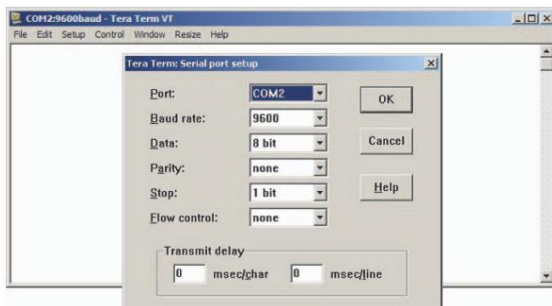 COM2:9600baud - Tera Term VT
File Edit Setup Control Window Resize Help
Tera Term: Serial port setup
Port: COM2 OK
Baud rate: 9600
Data: 8 bit Cancel
Parity: none
Stop: 1 bit Help
Flow control: none
Transmit delay
0 msec/char 0 msec/line